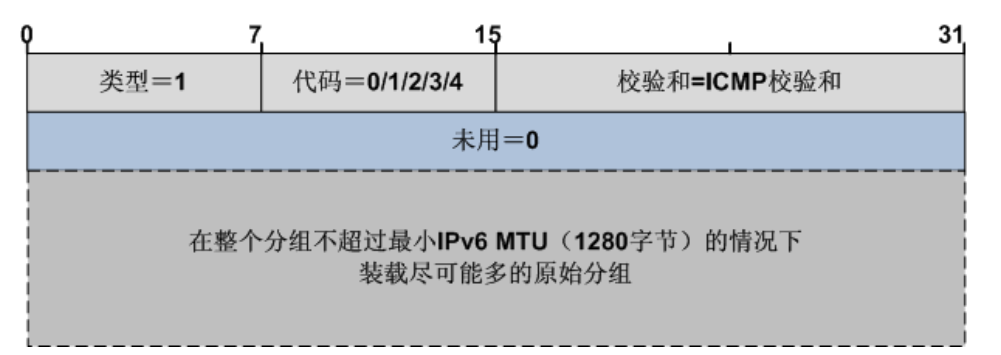 0 7 15 31
类型=1 代码=0/1/2/3/4 校验和=ICMP校验和
未用=0
在整个分组不超过最小IPv6 MTU（1280字节）的情况下
装载尽可能多的原始分组